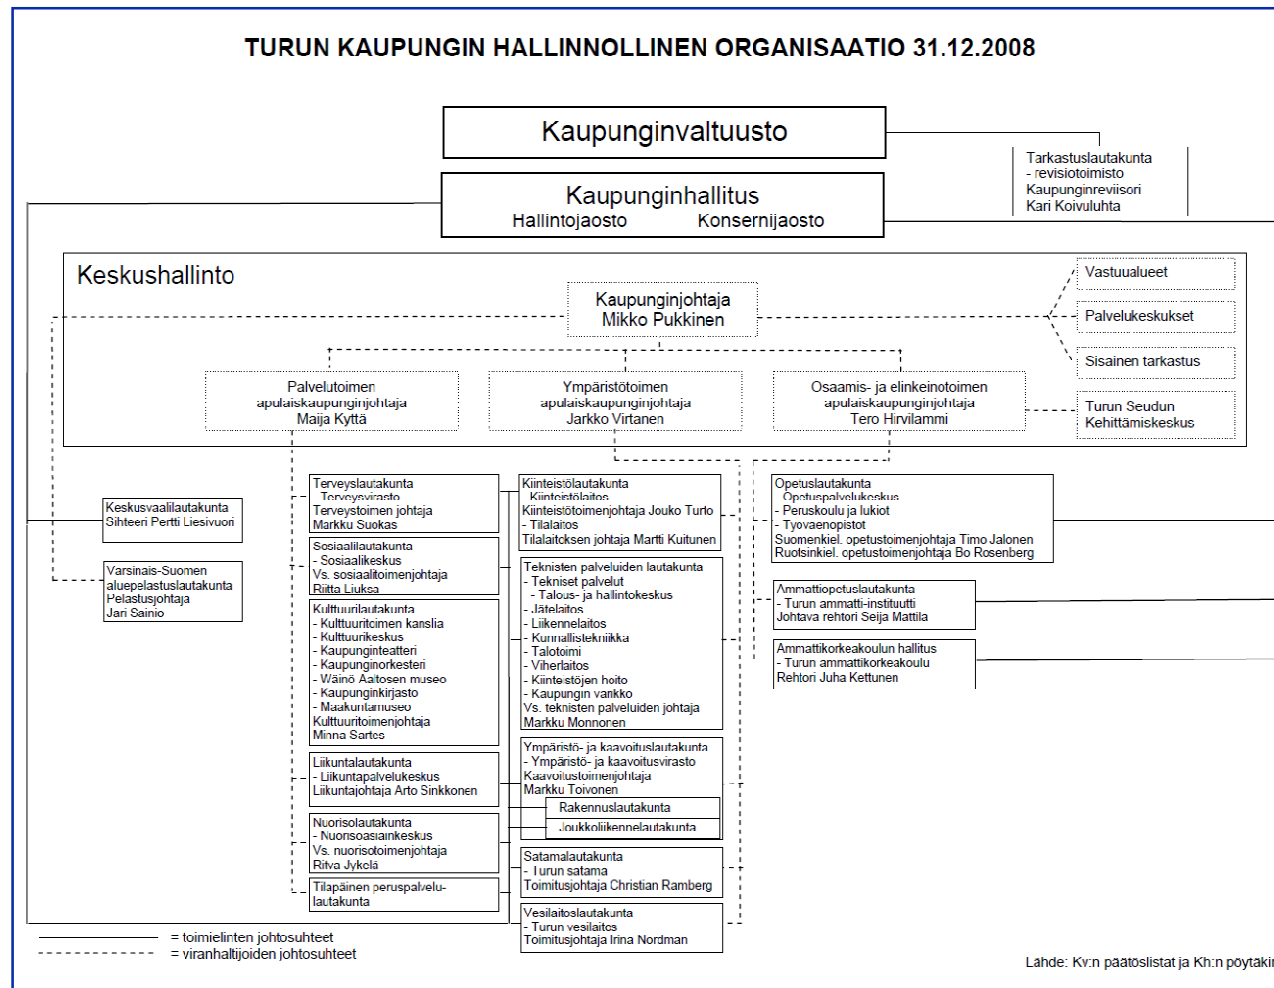 TURUN KAUPUNGIN HALLINNOLLINEN ORGANISAATIO 31.12.2008
Kaupunginvaltuusto
Tarkastuslautakunta
- revisiotoimisto
Kaupunginreviisori
Kari Koivuluhta
Kaupunginhallitus
Hallintojaosto Konsernijaosto
Keskushallinto
Kaupunginjohtaja
Mikko Pukkinen
Vastuualueet
Palvelukeskukset
Sisäinen tarkastus
Turun Seudun
Kehittämiskeskus
Palvelutoimen
apulaiskaupunginjohtaja
Maija Kyttä
Ympäristötoimen
apulaiskaupunginjohtaja
Jarkko Virtanen
Osaamis- ja elinkeinotoimen
apulaiskaupunginjohtaja
Tero Hirvilammi
Keskusvaalilautakunta
Sihteeri Pertti Liesivuori
Varsinais-Suomen
aluepelastuslautakunta
Pelastusjohtaja
Jari Sainio
Terveyslautakunta
- Terveysvirasto
Terveystoimen johtaja
Markku Suokas
Sosiaalilautakunta
- Sosiaalikeskus
Vs. sosiaalitoimenjohtaja
Riitta Liuksa
Kulttuurilautakunta
- Kulttuuritoimen kanslia
- Kulttuurikeskus
- Kaupunginteatteri
- Kaupunginorkesteri
- Wäinö Aaltosen museo
- Kaupunginkirjasto
- Maakuntamuseo
Kulttuuritoimenjohtaja
Minna Sartes
Liikuntalautakunta
- Liikuntapalvelukeskus
Liikuntajohtaja Arto Sinkkonen
Nuorisolautakunta
- Nuorisoasiainkeskus
Vs. nuorisotoimenjohtaja
Ritva Jykelä
Tilapäinen peruspalvelu-
lautakunta
Kiinteistölautakunta
- Kiinteistölaitos
Kiinteistötoimenjohtaja Jouko Turto
- Tilalaitos
Tilalaitoksen johtaja Martti Kuitunen
Teknisten palveluiden lautakunta
- Tekniset palvelut
- Talous- ja hallintokeskus
- Jätelaitos
- Liikennelaitos
- Kunnallistekniikka
- Talotoimi
- Viherlaitos
- Kiinteistöjen hoito
- Kaupungin varikko
Vs. teknisten palveluiden johtaja
Markku Monnonen
Ympäristö- ja kaavoituslautakunta
- Ympäristö- ja kaavoitusvirasto
Kaavoitustoimenjohtaja
Markku Toivonen
Rakennuslautakunta
Joukkoliikennelautakunta
Satamalautakunta
- Turun satama
Toimitusjohtaja Christian Ramberg
Vesilaitoslautakunta
- Turun vesilaitos
Toimitusjohtaja Irina Nordman
Opetuslautakunta
- Opetuspalvelukeskus
- Peruskoulu ja lukiot
- Työväenopistot
Suomenkiel. opetustoimenjohtaja Timo Jalonen
Ruotsinkiel. opetustoimenjohtaja Bo Rosenberg
Ammattiopetuslautakunta
- Turun ammatti-instituutti
Johtava rehtori Seija Mattila
Ammattikorkeakoulun hallitus
- Turun ammattikorkeakoulu
Rehtori Juha Kettunen
= toimielinten johtosuhteet
= viranhaltijoiden johtosuhteet
Lähde: Kv:n päätöslistat ja Kh:n pöytäkir